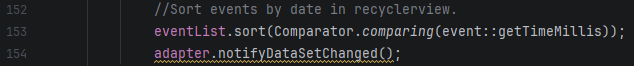 152 //Sort events by date in recyclerview.
153 eventList.sort(Comparator.comparing(event::getTimeMillis));
154 adapter.notifyDataSetChanged();